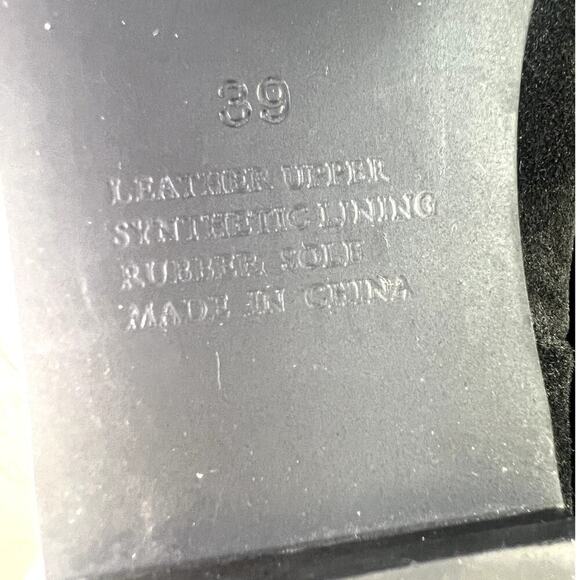 39
LEATHER UPPER
SYNTHETIC LINING
RUBBER SOLE
MADE IN CHINA